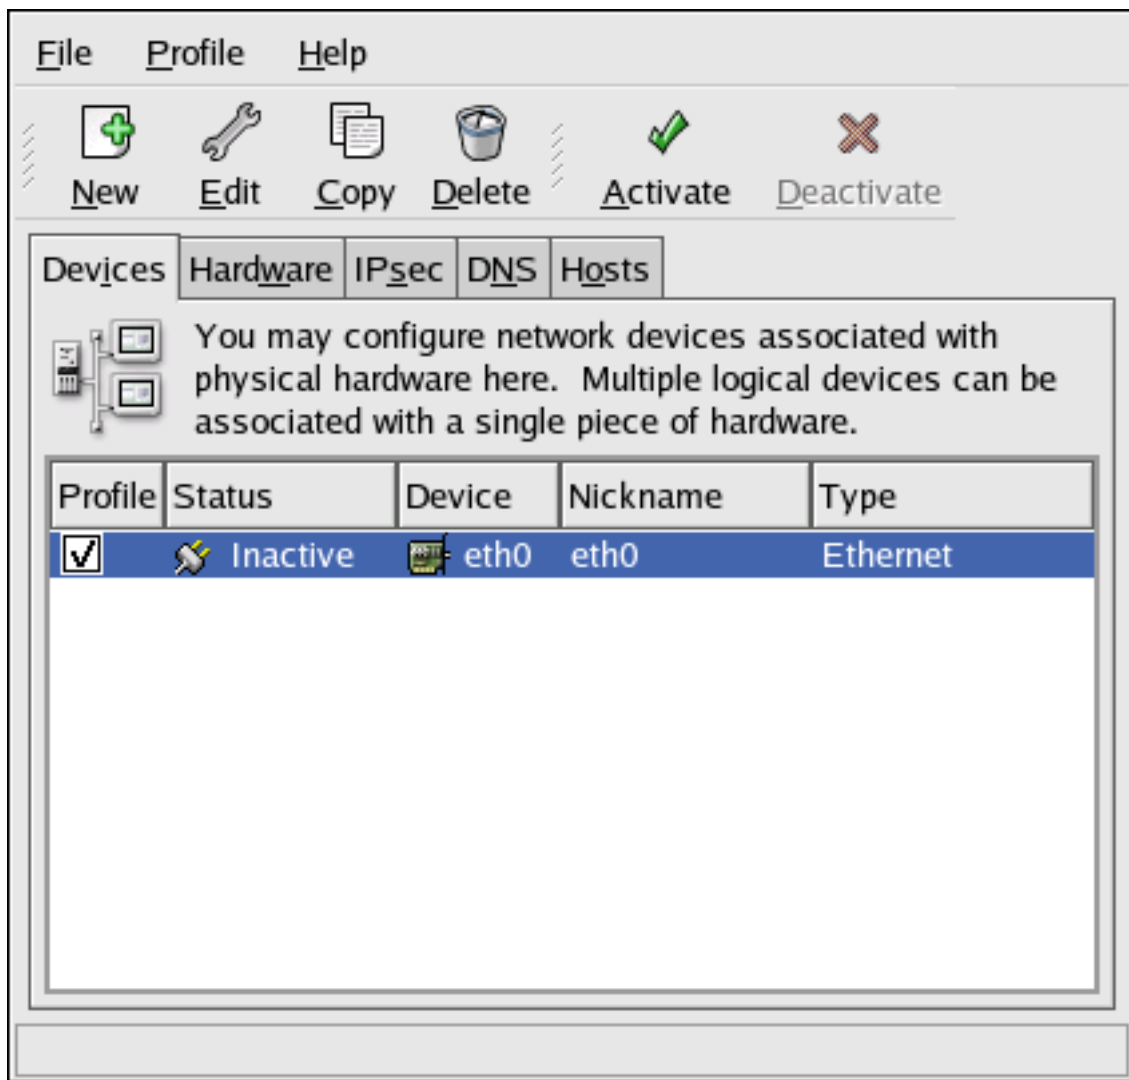 File Profile Help
New Edit Copy Delete Activate Deactivate
Devices Hardware IPsec DNS Hosts
You may configure network devices associated with
physical hardware here. Multiple logical devices can be
associated with a single piece of hardware.
Profile Status Device Nickname Type
Inactive eth0 eth0 Ethernet